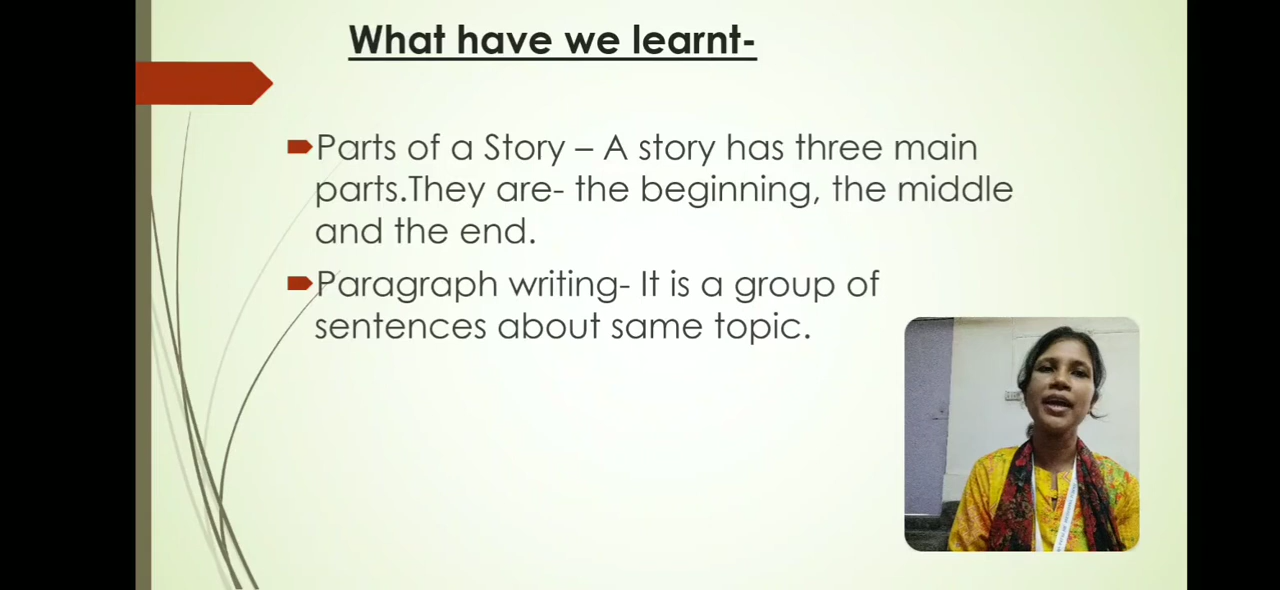 What have we learnt-
Parts of a Story – A story has three main
parts.They are- the beginning, the middle
and the end.
Paragraph writing- It is a group of
sentences about same topic.